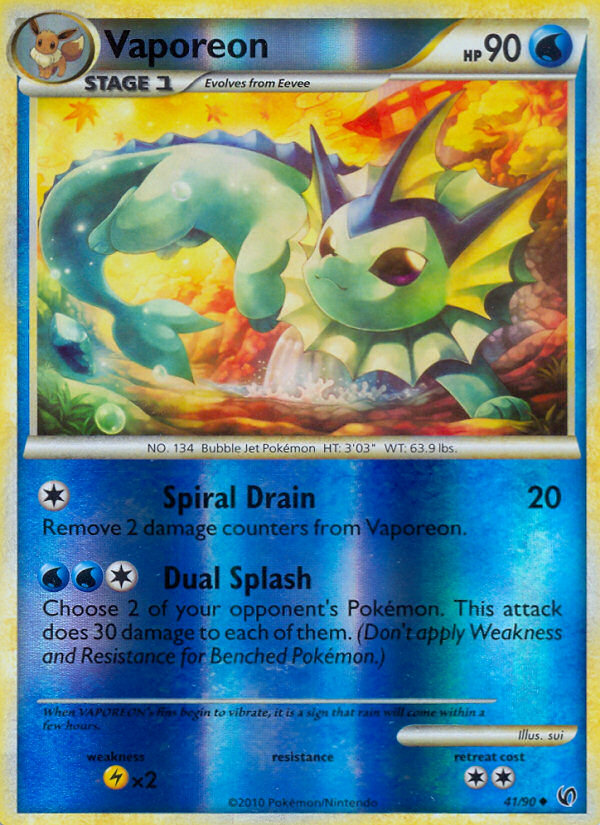 Vaporeon
HP 90
STAGE 1
Evolves from Eevee
NO. 134 Bubble Jet Pokémon HT: 3'03" WT: 63.9 lbs.
Spiral Drain 20
Remove 2 damage counters from Vaporeon.
Dual Splash
Choose 2 of your opponent's Pokémon. This attack
does 30 damage to each of them. (Don't apply Weakness
and Resistance for Benched Pokémon.)
When VAPOREON's fins begin to vibrate, it is a sign that rain will come within a
few hours.
Illus. sui
weakness resistance retreat cost
×2
©2010 Pokémon/Nintendo
41/90